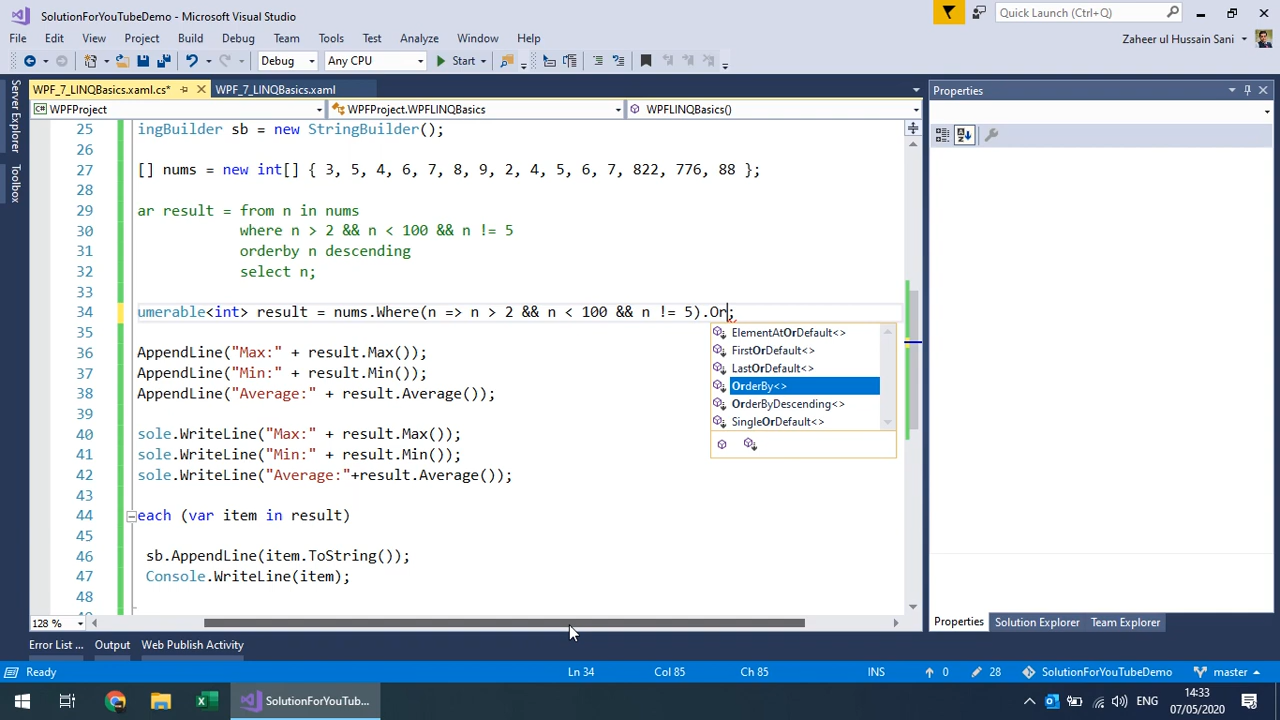 SolutionForYouTubeDemo - Microsoft Visual Studio
Quick Launch (Ctrl+Q)
File Edit View Project Build Debug Team Tools Test Analyze Window Help
Zaheer ul Hussain Sani
Debug Any CPU Start
Server Explorer
Toolbox
WPF_7_LINQBasics.xaml.cs* WPF_7_LINQBasics.xaml
WPFProject WPFProject.WPFLINQBasics WPFLINQBasics()
25 ingBuilder sb = new StringBuilder();
26
27 [] nums = new int[] { 3, 5, 4, 6, 7, 8, 9, 2, 4, 5, 6, 7, 822, 776, 88 };
28
29 ar result = from n in nums
30 where n > 2 && n < 100 && n != 5
31 orderby n descending
32 select n;
33
34 umerable<int> result = nums.Where(n => n > 2 && n < 100 && n != 5).Or;
35
36 AppendLine("Max:" + result.Max());
37 AppendLine("Min:" + result.Min());
38 AppendLine("Average:" + result.Average());
39
40 sole.WriteLine("Max:" + result.Max());
41 sole.WriteLine("Min:" + result.Min());
42 sole.WriteLine("Average:"+result.Average());
43
44 each (var item in result)
45
46 sb.AppendLine(item.ToString());
47 Console.WriteLine(item);
48
ElementAtOrDefault<>
FirstOrDefault<>
LastOrDefault<>
OrderBy<>
OrderByDescending<>
SingleOrDefault<>
128 %
Properties
Properties Solution Explorer Team Explorer
Error List ... Output Web Publish Activity
Ready Ln 34 Col 85 Ch 85 INS 0 28 SolutionForYouTubeDemo master
SolutionForYouTub...
ENG
14:33
07/05/2020